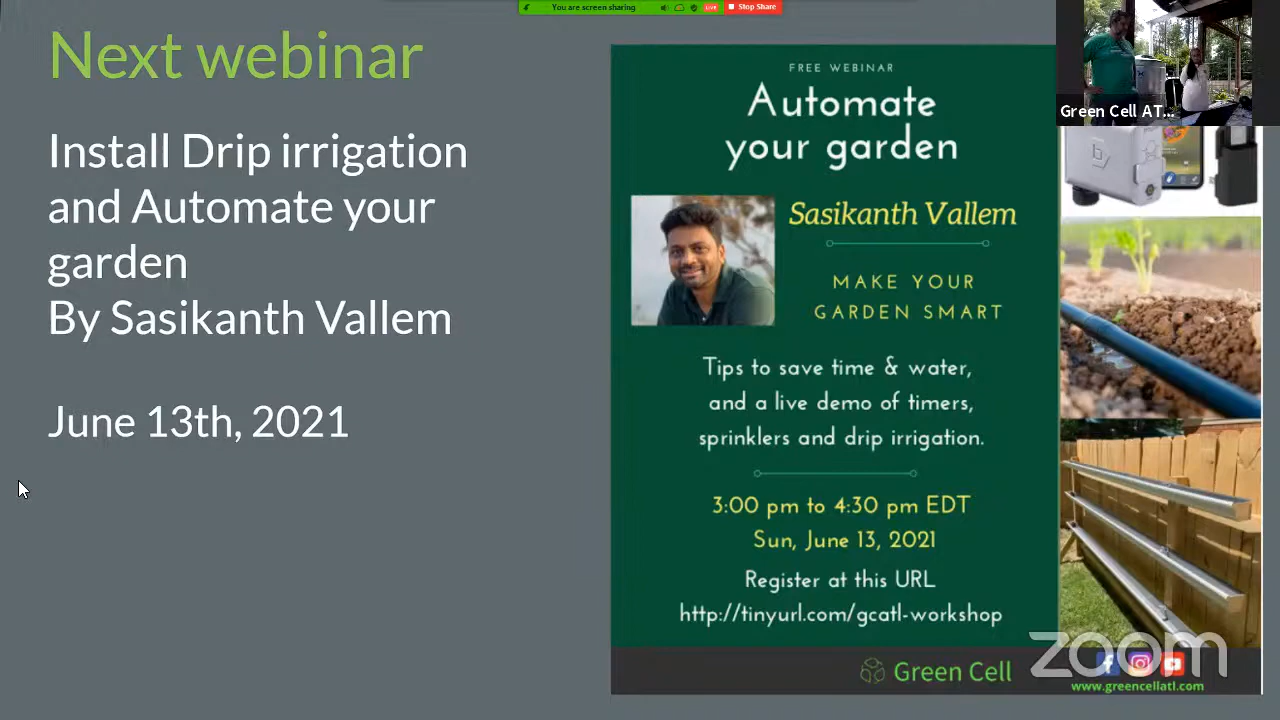 You are screen sharing
Live
Stop Share
Next webinar
Install Drip irrigation
and Automate your
garden
By Sasikanth Vallem
June 13th, 2021
FREE WEBINAR
Automate
your garden
Sasikanth Vallem
MAKE YOUR
GARDEN SMART
Tips to save time & water,
and a live demo of timers,
sprinklers and drip irrigation.
3:00 pm to 4:30 pm EDT
Sun, June 13, 2021
Register at this URL
http://tinyurl.com/gcatl-workshop
Green Cell
www.greencellatl.com
Green Cell AT...
by
zoom